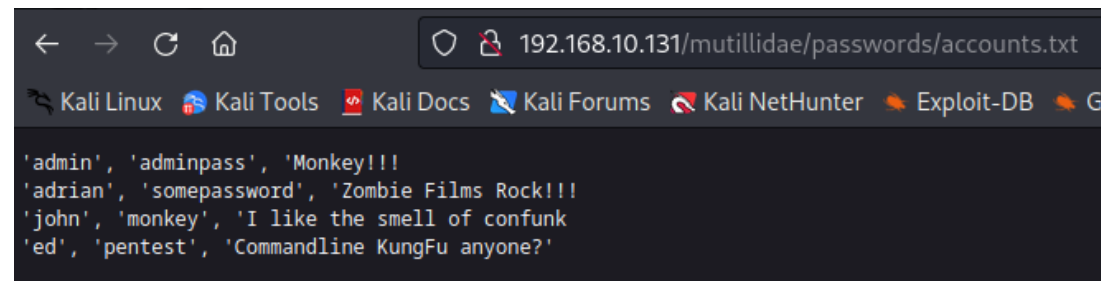 192.168.10.131/mutillidae/passwords/accounts.txt
Kali Linux Kali Tools Kali Docs Kali Forums Kali NetHunter Exploit-DB G
'admin', 'adminpass', 'Monkey!!!
'adrian', 'somepassword', 'Zombie Films Rock!!!
'john', 'monkey', 'I like the smell of confunk
'ed', 'pentest', 'Commandline KungFu anyone?'